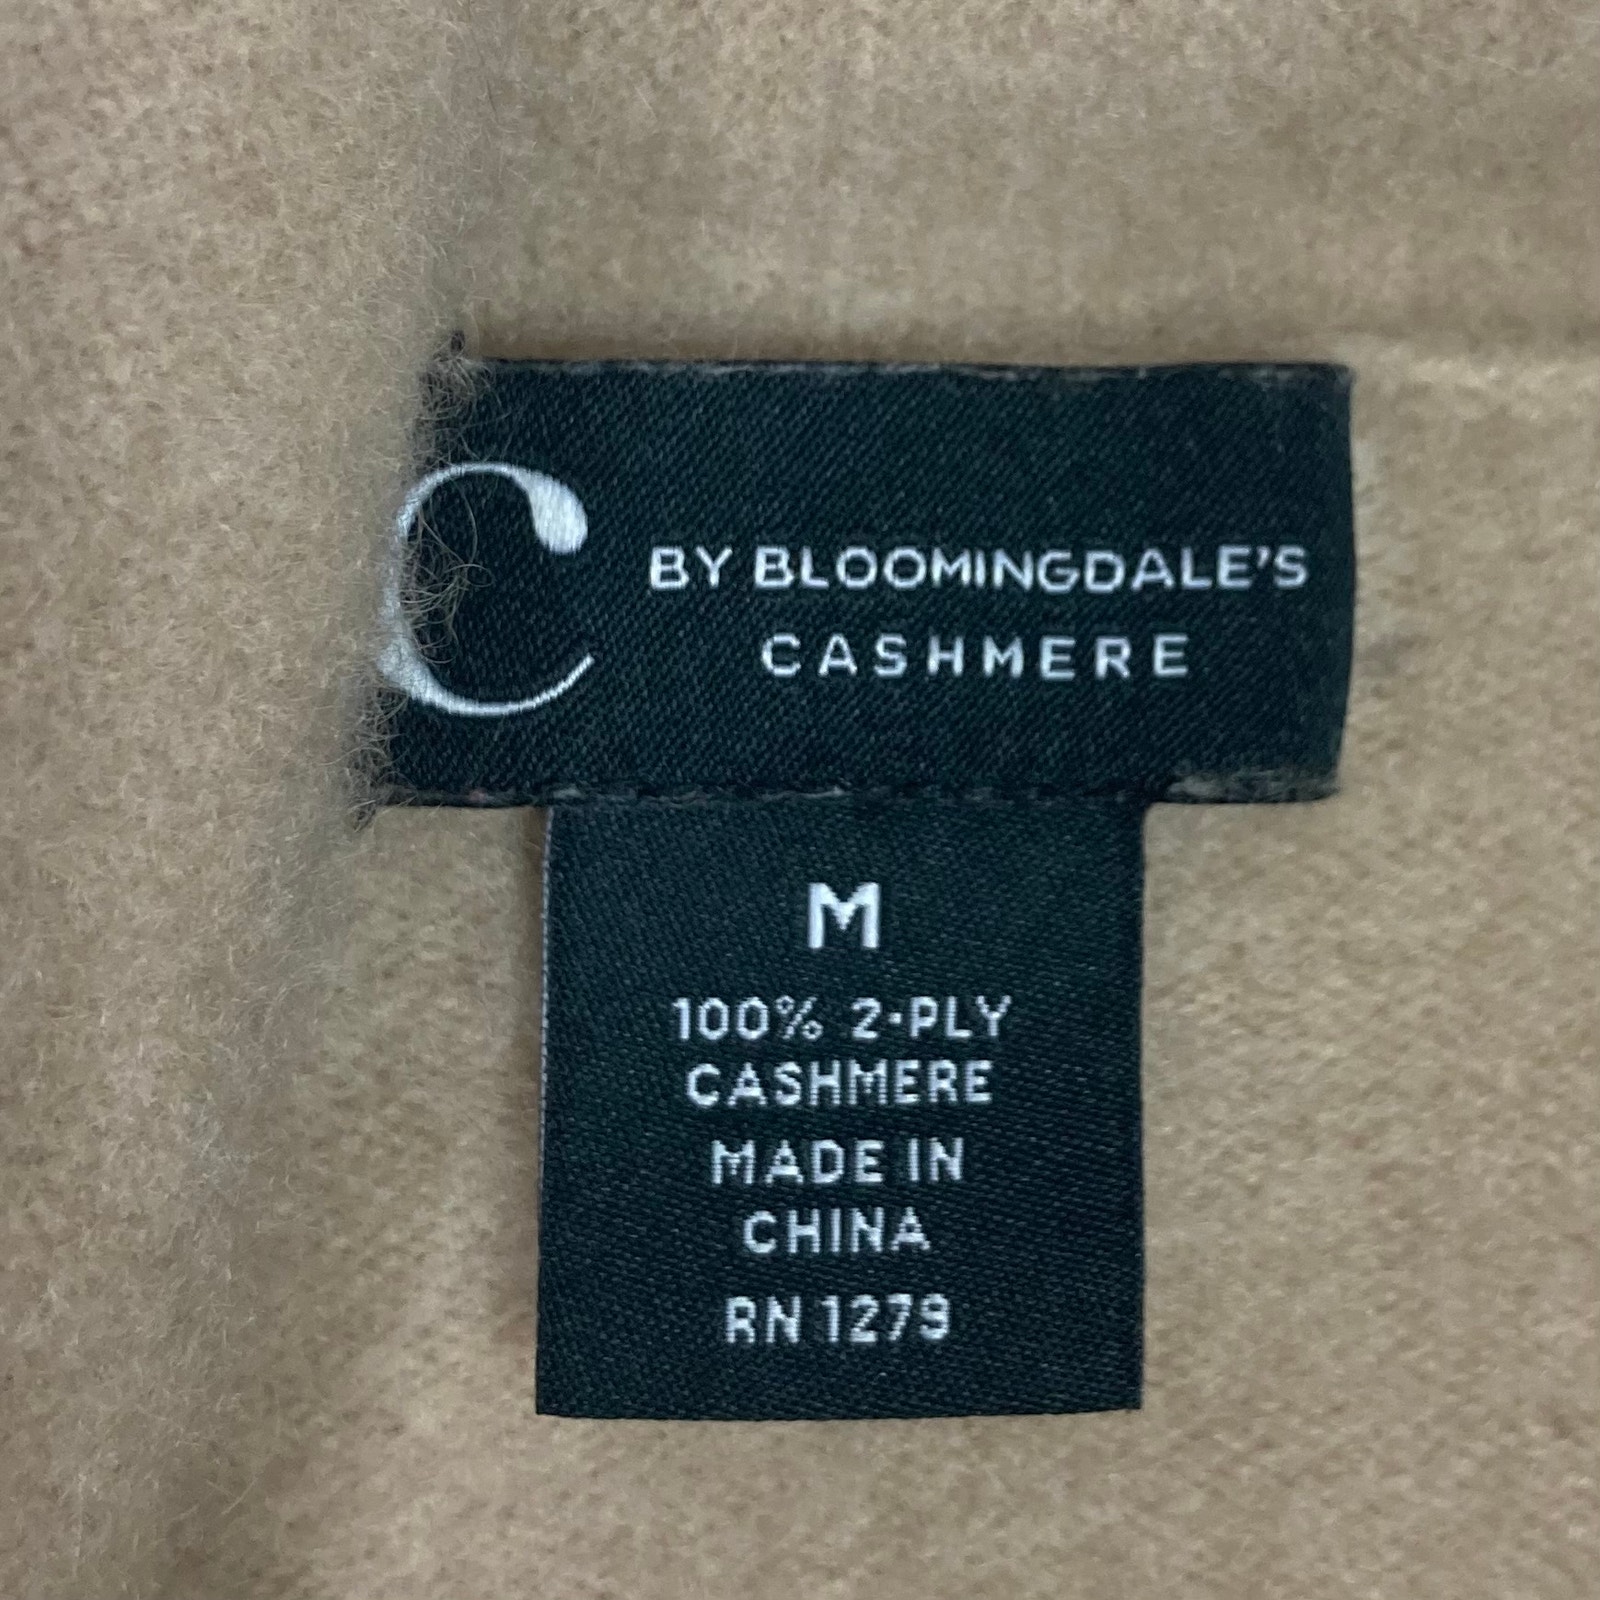 C BY BLOOMINGDALE'S
CASHMERE
M
100% 2-PLY
CASHMERE
MADE IN
CHINA
RN 1279